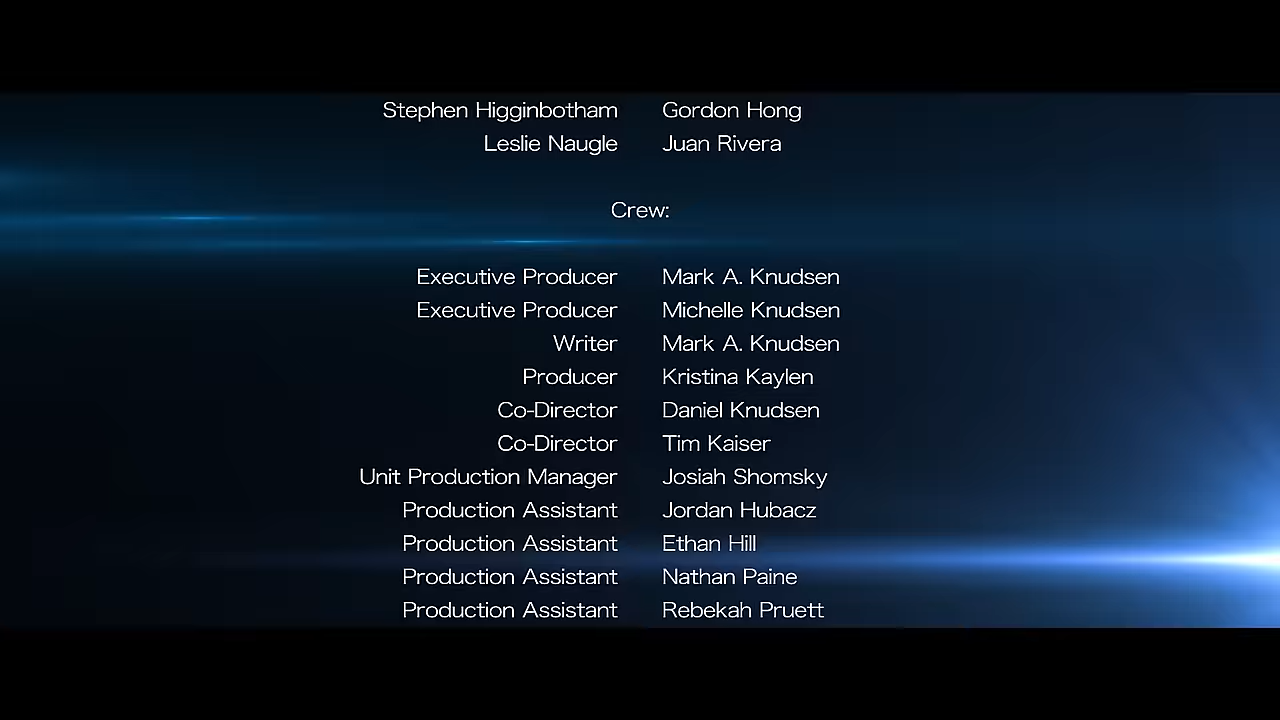 Stephen Higginbotham Gordon Hong
Leslie Naugle Juan Rivera
Crew:
Executive Producer Mark A. Knudsen
Executive Producer Michelle Knudsen
Writer Mark A. Knudsen
Producer Kristina Kaylen
Co-Director Daniel Knudsen
Co-Director Tim Kaiser
Unit Production Manager Josiah Shomsky
Production Assistant Jordan Hubacz
Production Assistant Ethan Hill
Production Assistant Nathan Paine
Production Assistant Rebekah Pruett